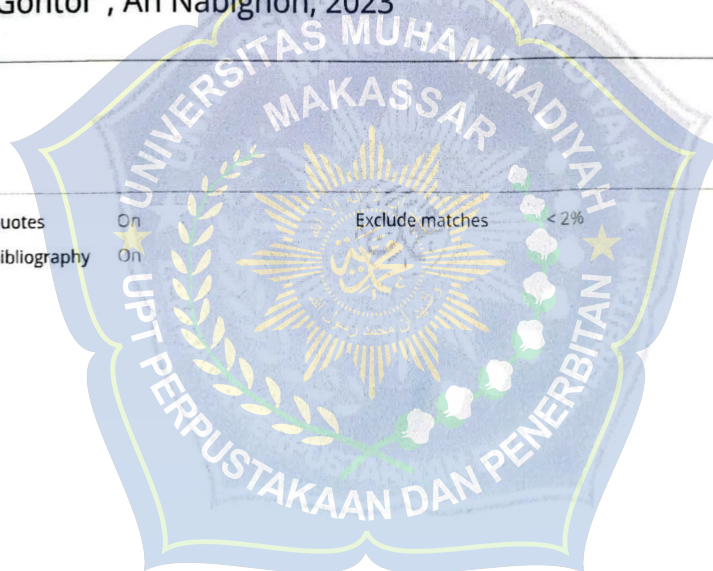 Gontor", An Nabighoh, 2023
uotes On Exclude matches < 2%
ibliography On
UNIVERSITAS MUHAMMADIYAH
MAKASSAR
UPT PERPUSTAKAAN DAN PENERBITAN